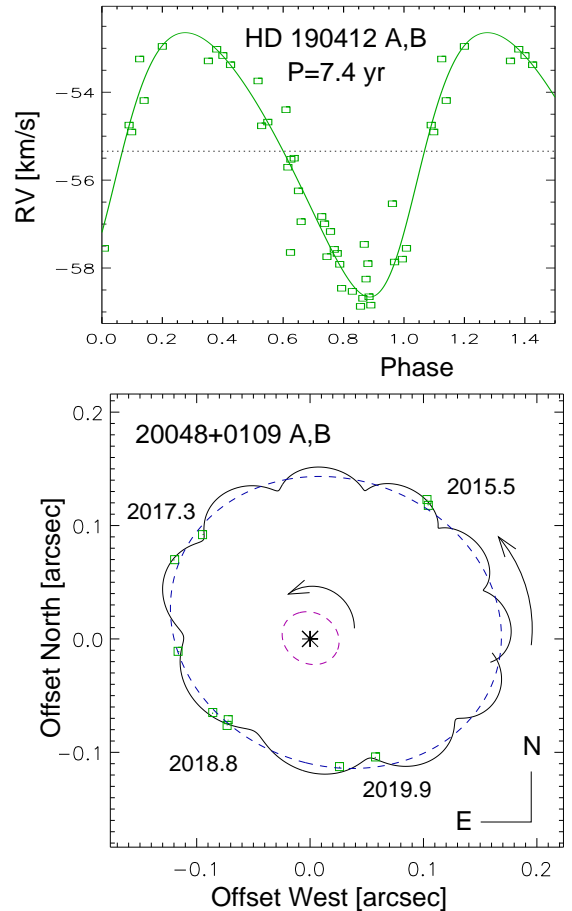 HD 190412 A,B
P=7.4 yr
RV [km/s]
−54
−56
−58
0.0 0.2 0.4 0.6 0.8 1.0 1.2 1.4
Phase
20048+0109 A,B
2015.5
2017.3
2018.8
2019.9
N
E
Offset North [arcsec]
0.2
0.1
0.0
−0.1
−0.1 0.0 0.1 0.2
Offset West [arcsec]